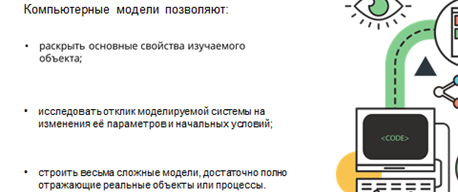 Компьютерные модели позволяют:
• раскрыть основные свойства изучаемого
объекта;
• исследовать отклик моделируемой системы на
изменения её параметров и начальных условий;
• строить весьма сложные модели, достаточно полно
отражающие реальные объекты или процессы.
<CODE>